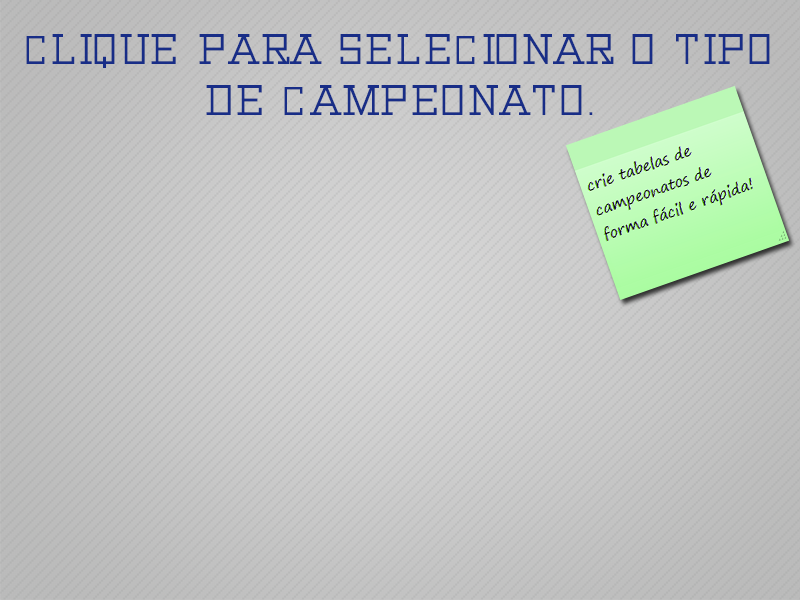 CLIQUE PARA SELECIONAR O TIPO
DE CAMPEONATO.
crie tabelas de
campeonatos de
forma fácil e rápida!